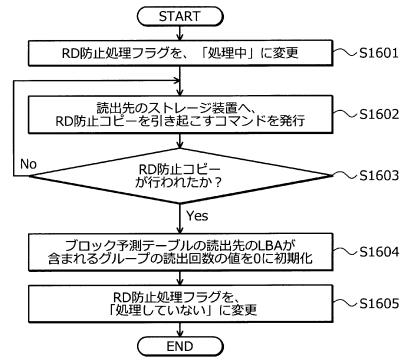 START
RD防止処理フラグを、「処理中」に変更
S1601
読出先のストレージ装置へ、
RD防止コピーを引き起こすコマンドを発行
S1602
No
RD防止コピー
が行われたか？
S1603
Yes
ブロック予測テーブルの読出先のLBAが
含まれるグループの読出回数の値を0に初期化
S1604
RD防止処理フラグを、
「処理していない」に変更
S1605
END